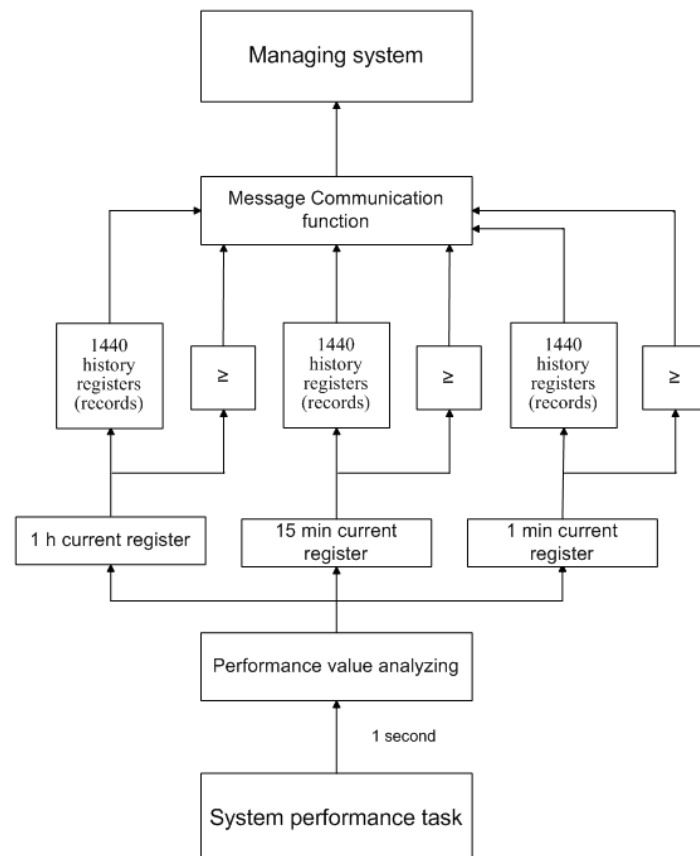 Managing system
Message Communication
function
1440
history
registers
(records)
≥
1440
history
registers
(records)
≥
1440
history
registers
(records)
≥
1 h current register
15 min current
register
1 min current
register
Performance value analyzing
1 second
System performance task